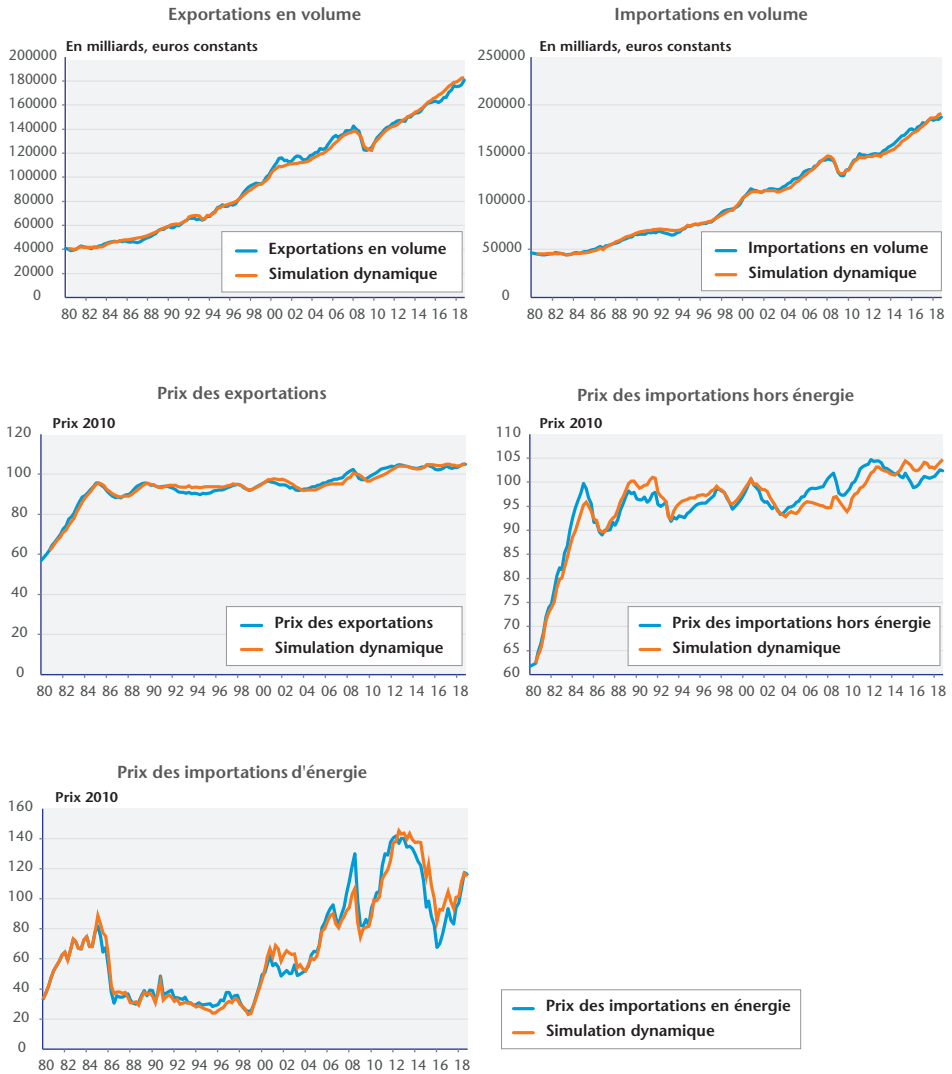 Exportations en volume
En milliards, euros constants
200000
180000
160000
140000
120000
100000
80000
60000
40000
20000
0
Exportations en volume
Simulation dynamique
80 82 84 86 88 90 92 94 96 98 00 02 04 06 08 10 12 14 16 18
Importations en volume
En milliards, euros constants
250000
200000
150000
100000
50000
0
Importations en volume
Simulation dynamique
80 82 84 86 88 90 92 94 96 98 00 02 04 06 08 10 12 14 16 18
Prix des exportations
Prix 2010
120
100
80
60
40
20
0
Prix des exportations
Simulation dynamique
80 82 84 86 88 90 92 94 96 98 00 02 04 06 08 10 12 14 16 18
Prix des importations hors énergie
Prix 2010
110
105
100
95
90
85
80
75
70
65
60
Prix des importations hors énergie
Simulation dynamique
80 82 84 86 88 90 92 94 96 98 00 02 04 06 08 10 12 14 16 18
Prix des importations d'énergie
Prix 2010
160
140
120
100
80
60
40
20
0
80 82 84 86 88 90 92 94 96 98 00 02 04 06 08 10 12 14 16 18
Prix des importations en énergie
Simulation dynamique